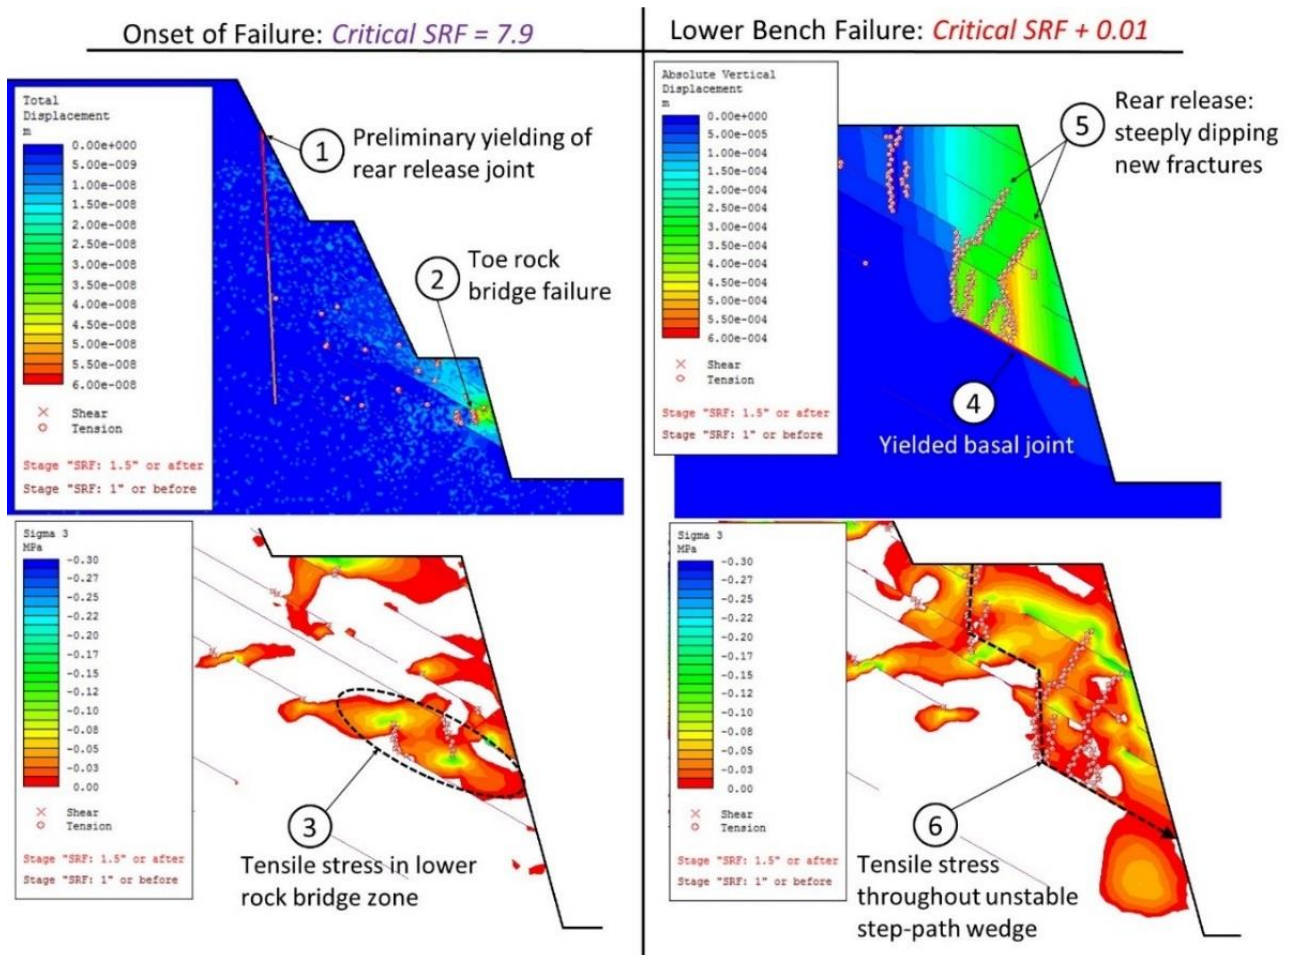 Onset of Failure: Critical SRF = 7.9
Total
Displacement
m
0.00e+000
5.00e-009
1.00e-008
1.50e-008
2.00e-008
2.50e-008
3.00e-008
3.50e-008
4.00e-008
4.50e-008
5.00e-008
5.50e-008
6.00e-008
Shear
Tension
Stage "SRF: 1.5" or after
Stage "SRF: 1" or before
1
Preliminary yielding of
rear release joint
2
Toe rock
bridge failure
Sigma 3
MPa
-0.30
-0.27
-0.25
-0.22
-0.20
-0.17
-0.15
-0.12
-0.10
-0.08
-0.05
-0.03
0.00
Shear
Tension
Stage "SRF: 1.5" or after
Stage "SRF: 1" or before
3
Tensile stress in lower
rock bridge zone
Lower Bench Failure: Critical SRF + 0.01
Absolute Vertical
Displacement
m
0.00e+000
5.00e-005
1.00e-004
1.50e-004
2.00e-004
2.50e-004
3.00e-004
3.50e-004
4.00e-004
4.50e-004
5.00e-004
5.50e-004
6.00e-004
Shear
Tension
Stage "SRF: 1.5" or after
Stage "SRF: 1" or before
5
Rear release:
steeply dipping
new fractures
4
Yielded basal joint
Sigma 3
MPa
-0.30
-0.27
-0.25
-0.22
-0.20
-0.17
-0.15
-0.12
-0.10
-0.08
-0.05
-0.03
0.00
Shear
Tension
Stage "SRF: 1.5" or after
Stage "SRF: 1" or before
6
Tensile stress
throughout unstable
step-path wedge